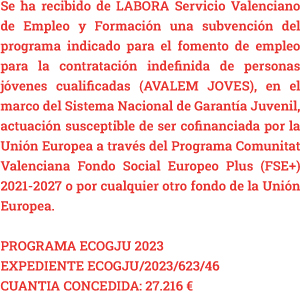 Se ha recibido de LABORA Servicio Valenciano
de Empleo y Formación una subvención del
programa indicado para el fomento de empleo
para la contratación indefinida de personas
jóvenes cualificadas (AVALEM JOVES), en el
marco del Sistema Nacional de Garantía Juvenil,
actuación susceptible de ser cofinanciada por la
Unión Europea a través del Programa Comunitat
Valenciana Fondo Social Europeo Plus (FSE+)
2021-2027 o por cualquier otro fondo de la Unión
Europea.
PROGRAMA ECOGJU 2023
EXPEDIENTE ECOGJU/2023/623/46
CUANTIA CONCEDIDA: 27.216 €